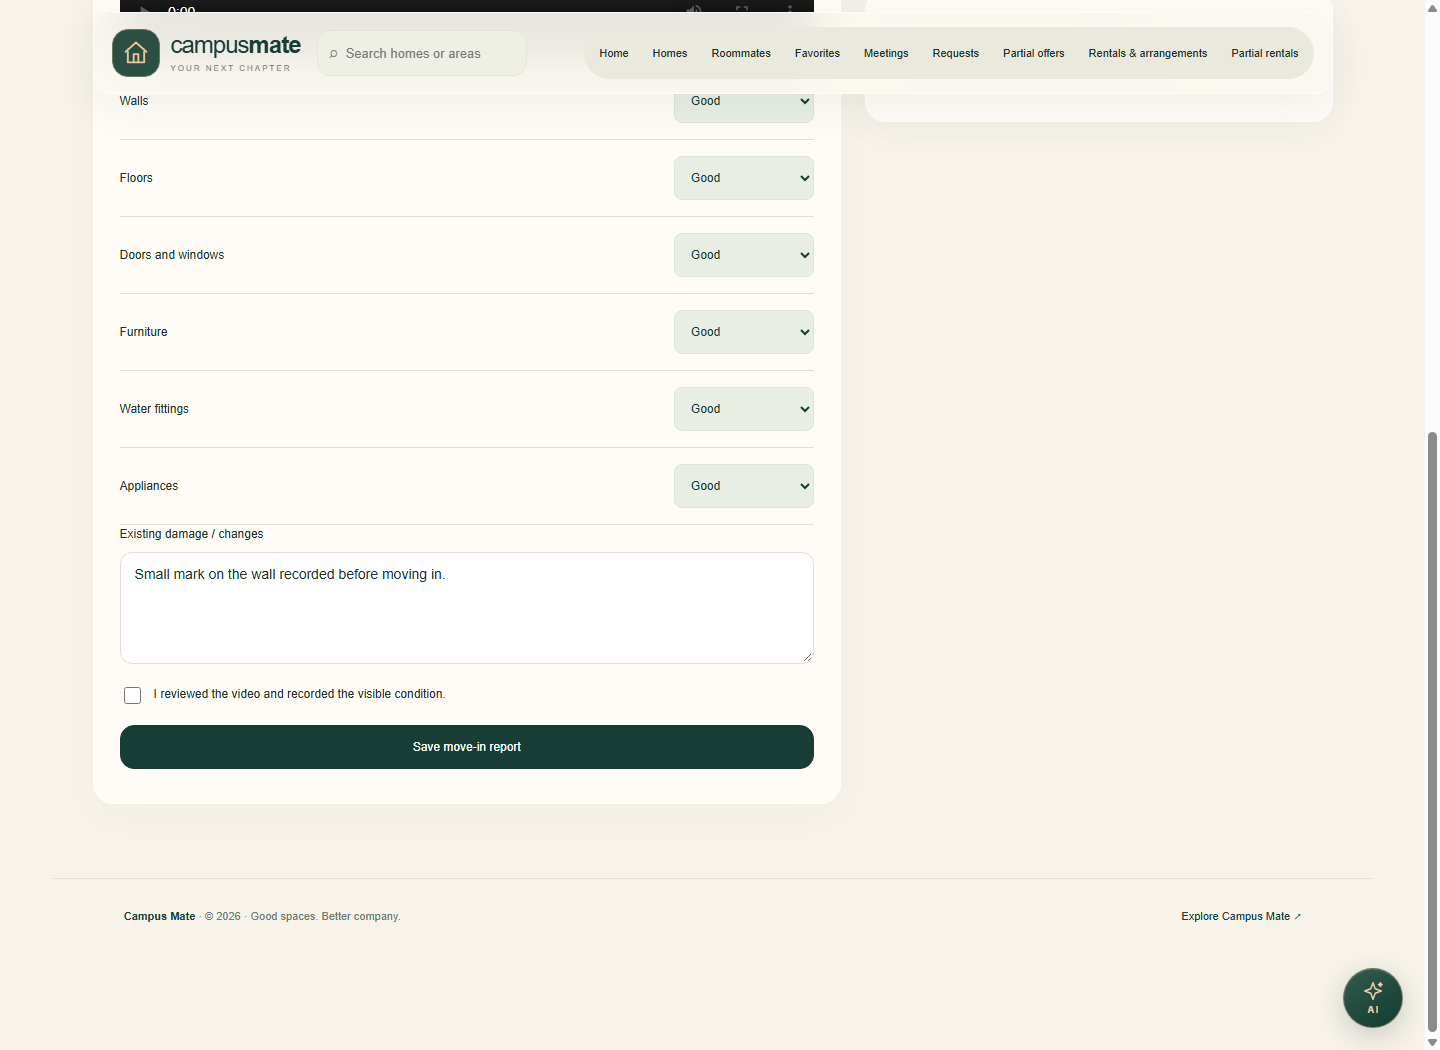 0:00
campusmate
YOUR NEXT CHAPTER
Search homes or areas
Home
Homes
Roommates
Favorites
Meetings
Requests
Partial offers
Rentals & arrangements
Partial rentals
Walls
Good
Floors
Good
Doors and windows
Good
Furniture
Good
Water fittings
Good
Appliances
Good
Existing damage / changes
Small mark on the wall recorded before moving in.
I reviewed the video and recorded the visible condition.
Save move-in report
Campus Mate · © 2026 · Good spaces. Better company.
Explore Campus Mate ↗
AI